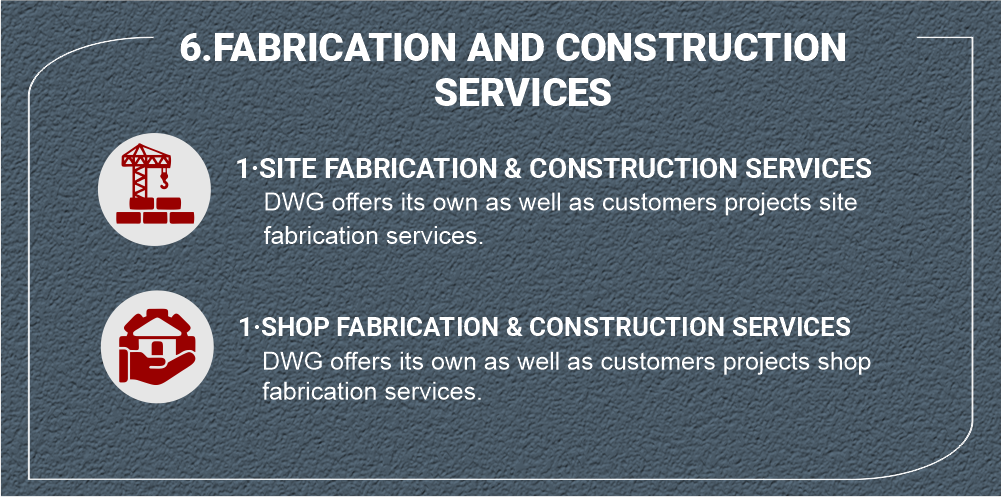 6.FABRICATION AND CONSTRUCTION
SERVICES
1·SITE FABRICATION & CONSTRUCTION SERVICES
DWG offers its own as well as customers projects site
fabrication services.
1·SHOP FABRICATION & CONSTRUCTION SERVICES
DWG offers its own as well as customers projects shop
fabrication services.